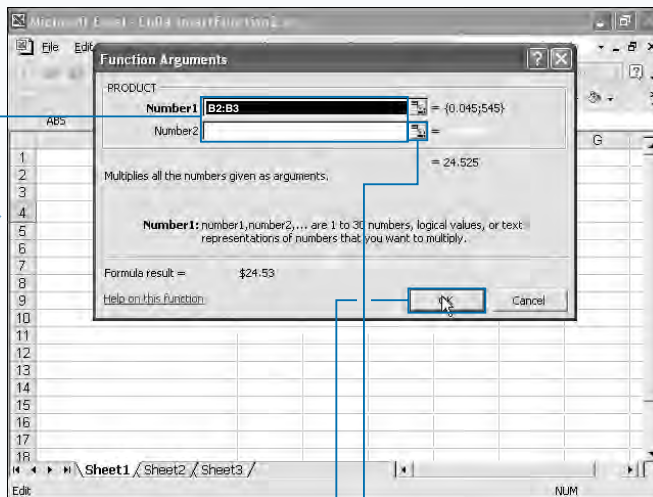 Microsoft Excel - Ch04 InsertFunction2
File Edit
Function Arguments
PRODUCT
Number1 B2:B3 = {0.045;545}
Number2 =
= 24.525
Multiplies all the numbers given as arguments.
Number1: number1,number2,... are 1 to 30 numbers, logical values, or text
representations of numbers that you want to multiply.
Formula result = $24.53
Help on this function
OK Cancel
ABS
G
1
2
3
4
5
6
7
8
9
10
11
12
13
14
15
16
17
18
Sheet1 Sheet2 Sheet3
Edit NUM